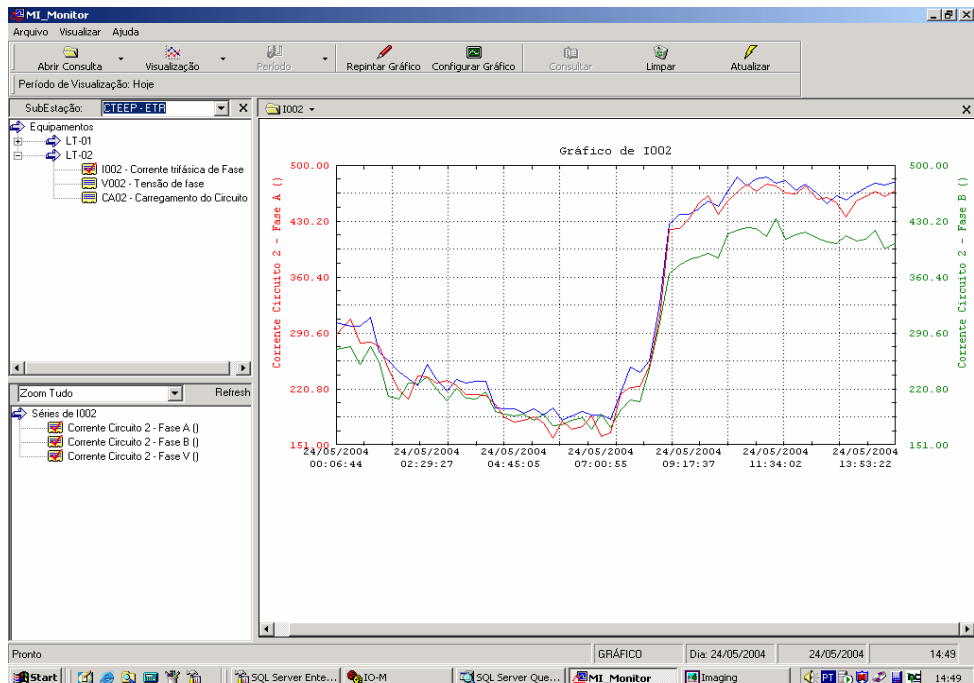 MI_Monitor
Arquivo Visualizar Ajuda
Abrir Consulta Visualização Período Repintar Gráfico Configurar Gráfico Consultar Limpar Atualizar
Período de Visualização: Hoje
SubEstação: CTEEP - ETR
I002
Equipamentos
LT-01
LT-02
I002 - Corrente trifásica de Fase
V002 - Tensão de fase
CA02 - Carregamento do Circuito
Zoom Tudo Refresh
Séries de I002
Corrente Circuito 2 - Fase A ()
Corrente Circuito 2 - Fase B ()
Corrente Circuito 2 - Fase V ()
Gráfico de I002
Corrente Circuito 2 - Fase A ()
500.00
430.20
360.40
290.60
220.80
151.00
500.00
430.20
360.40
290.60
220.80
151.00
Corrente Circuito 2 - Fase B ()
24/05/2004 24/05/2004 24/05/2004 24/05/2004 24/05/2004 24/05/2004 24/05/2004
00:06:44 02:29:27 04:45:05 07:00:55 09:17:37 11:34:02 13:53:22
Pronto GRÁFICO Dia: 24/05/2004 24/05/2004 14:49
Start SQL Server Ente... IO-M SQL Server Que... MI_Monitor Imaging PT 14:49